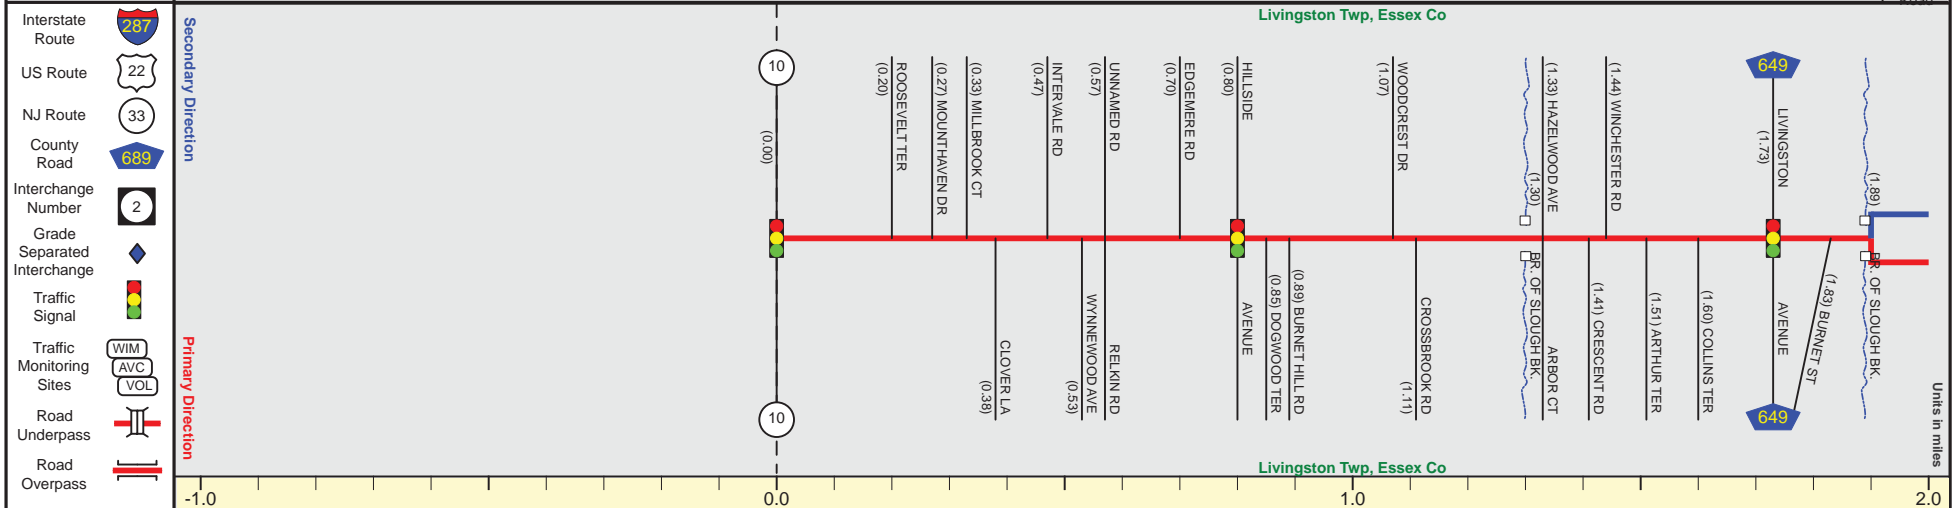 Interstate
Route
287
US Route
22
NJ Route
33
County
Road
689
Interchange
Number
2
Grade
Separated
Interchange
Traffic
Signal
Traffic
Monitoring
Sites
WIM
AVC
VOL
Road
Underpass
Road
Overpass
Secondary Direction
Primary Direction
Livingston Twp, Essex Co
10
(0.00)
ROOSEVELT TER
(0.20)
(0.27) MOUNTHAVEN DR
(0.33) MILLBROOK CT
INTERVALE RD
(0.47)
UNNAMED RD
(0.57)
EDGEMERE RD
(0.70)
HILLSIDE
(0.80)
WOODCREST DR
(1.07)
(1.30)
(1.33) HAZELWOOD AVE
(1.44) WINCHESTER RD
649
LIVINGSTON
(1.73)
(1.89)
CLOVER LA
(0.38)
WYNNEWOOD AVE
(0.53)
RELKIN RD
AVENUE
(0.85) DOGWOOD TER
(0.89) BURNET HILL RD
CROSSBROOK RD
(1.11)
BR. OF SLOUGH BK.
ARBOR CT
(1.41) CRESCENT RD
(1.51) ARTHUR TER
(1.60) COLLINS TER
AVENUE
(1.83) BURNET ST
BR. OF SLOUGH BK.
10
649
Livingston Twp, Essex Co
Units in miles
-1.0
0.0
1.0
2.0